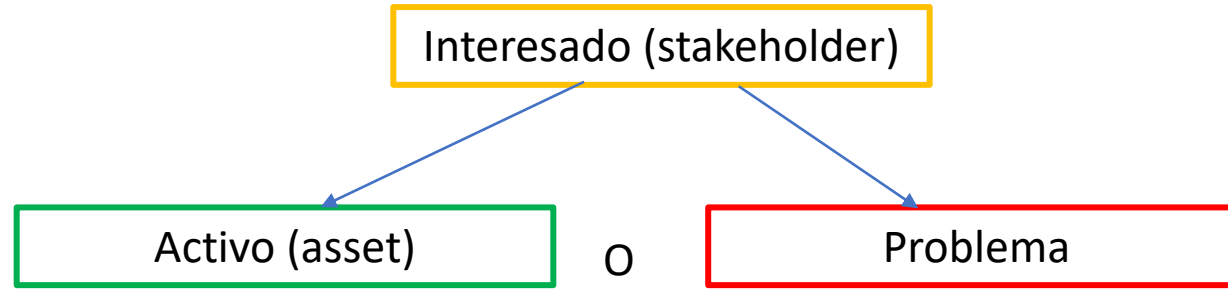 Interesado (stakeholder)
Activo (asset)
O
Problema